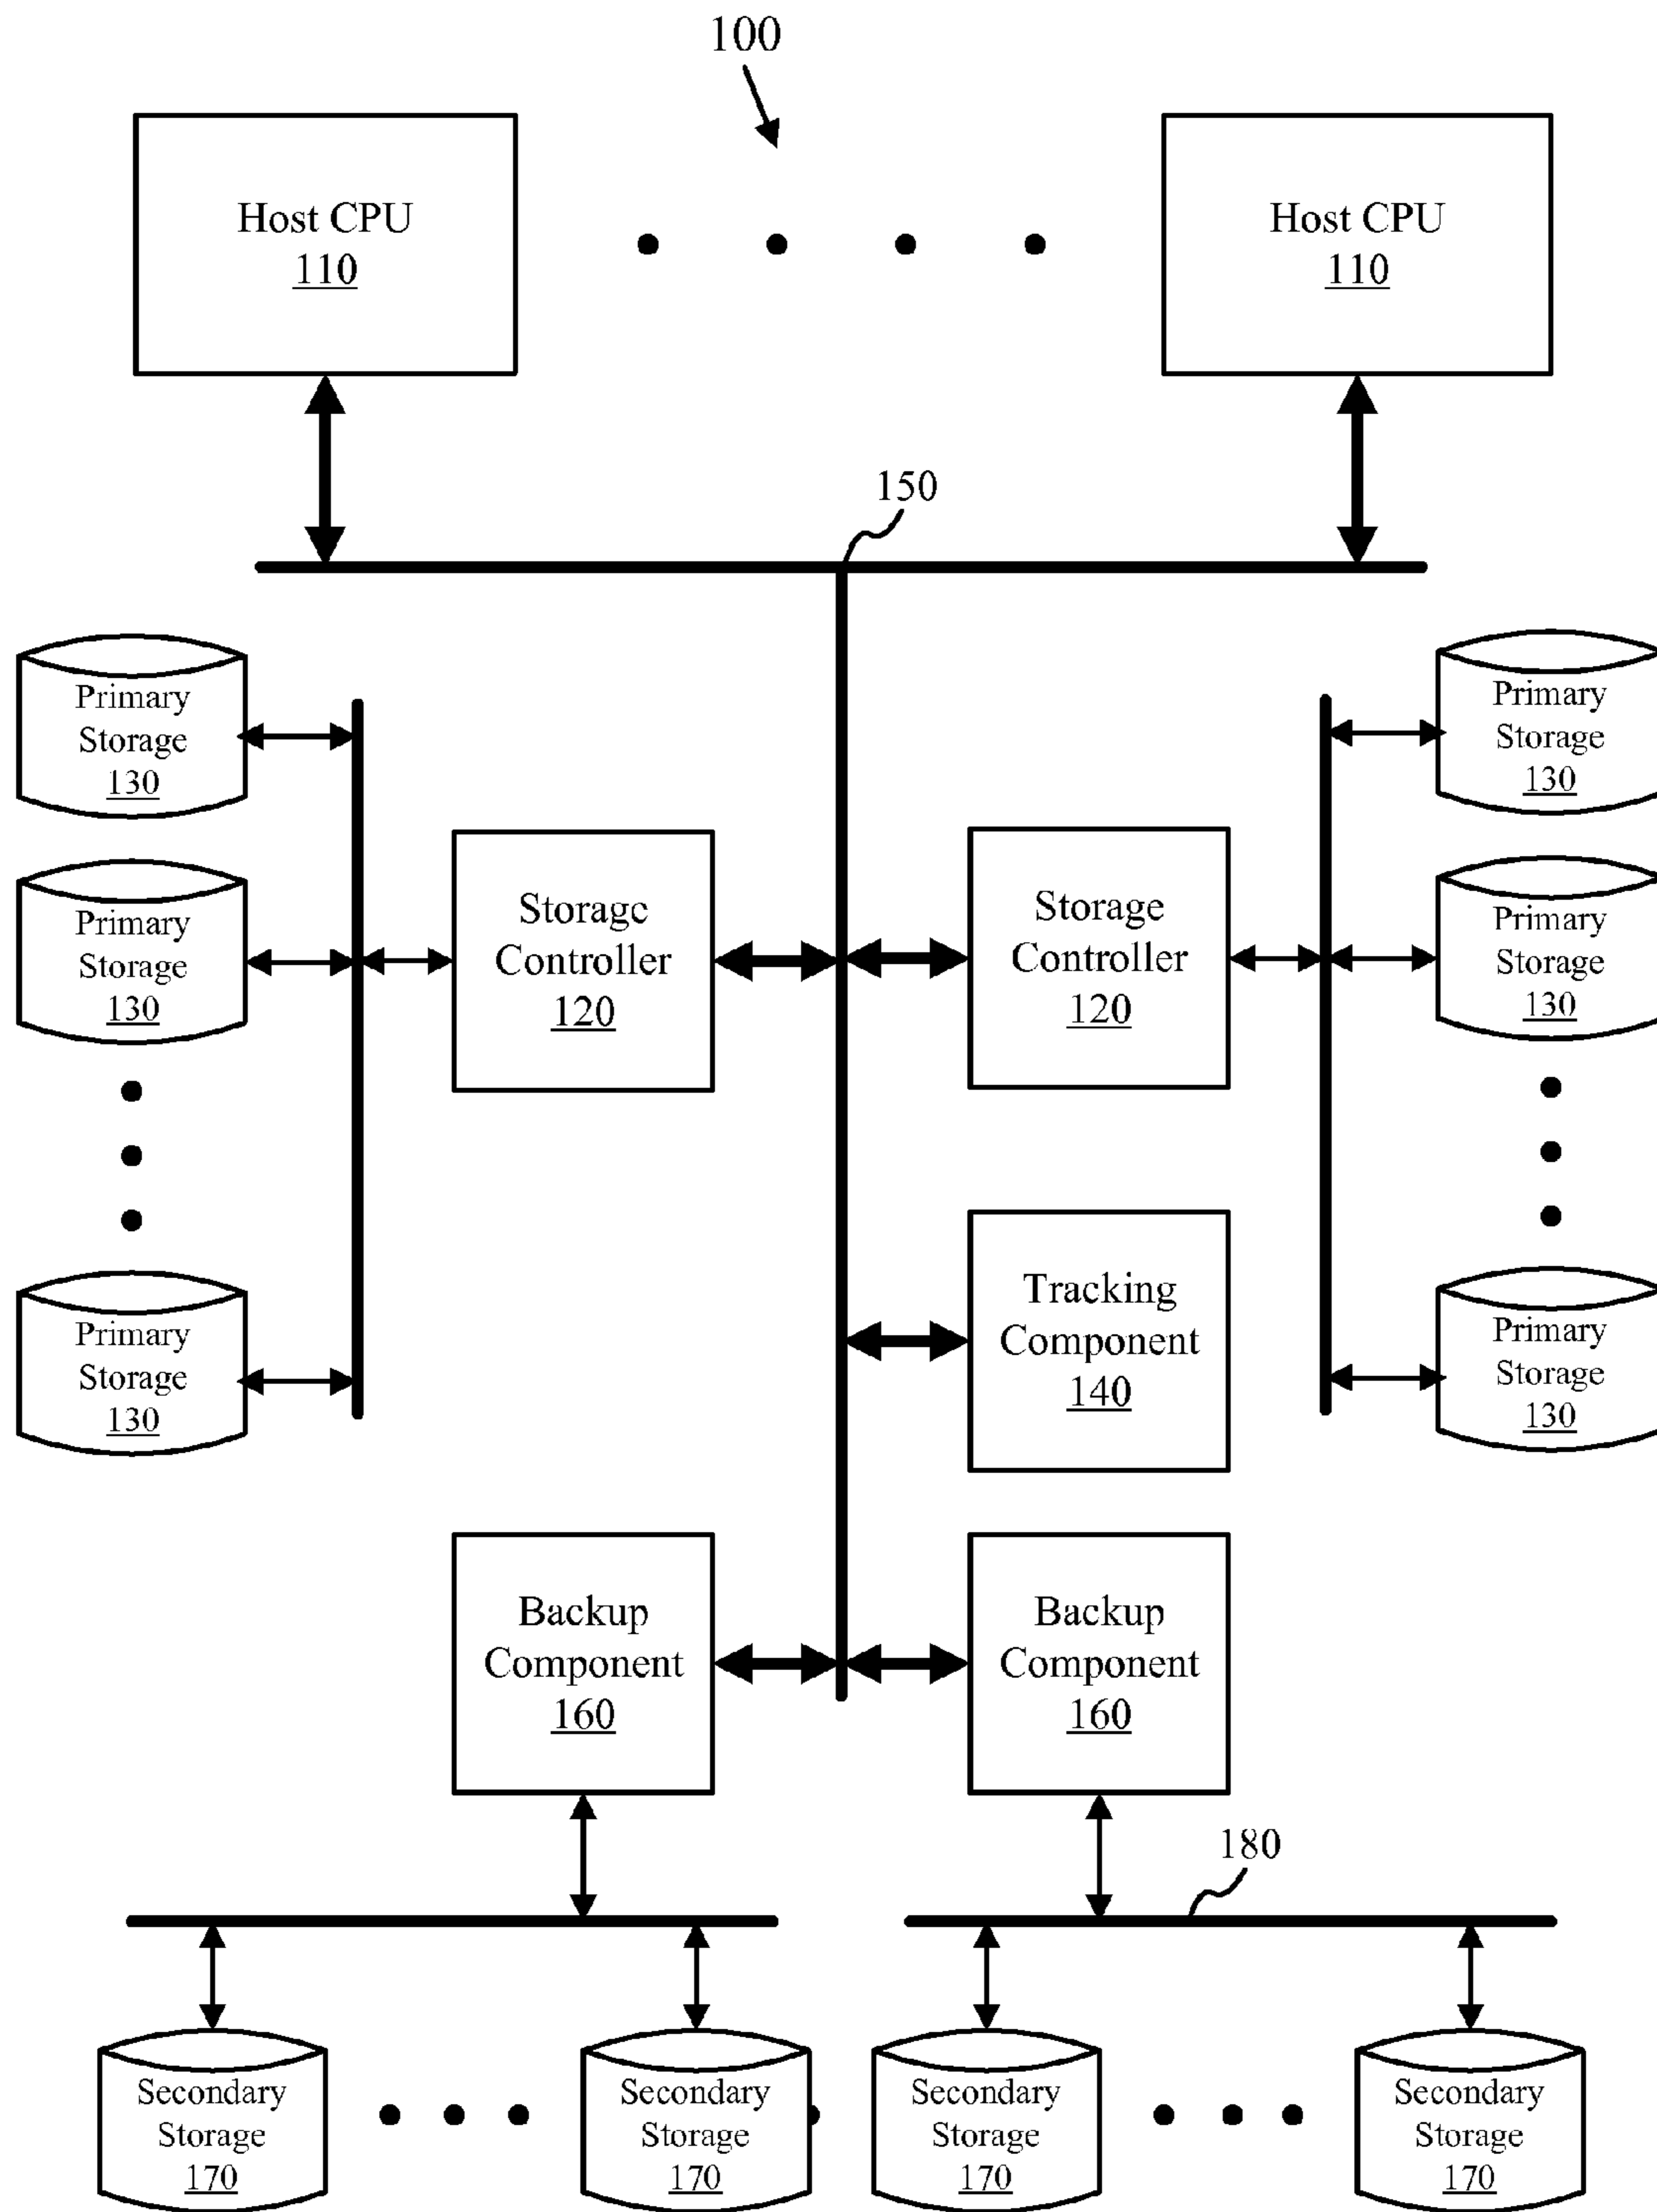 100
Host CPU
110
Host CPU
110
150
Primary
Storage
130
Primary
Storage
130
Primary
Storage
130
Primary
Storage
130
Storage
Controller
120
Storage
Controller
120
Tracking
Component
140
Primary
Storage
130
Primary
Storage
130
Backup
Component
160
Backup
Component
160
180
Secondary
Storage
170
Secondary
Storage
170
Secondary
Storage
170
Secondary
Storage
170